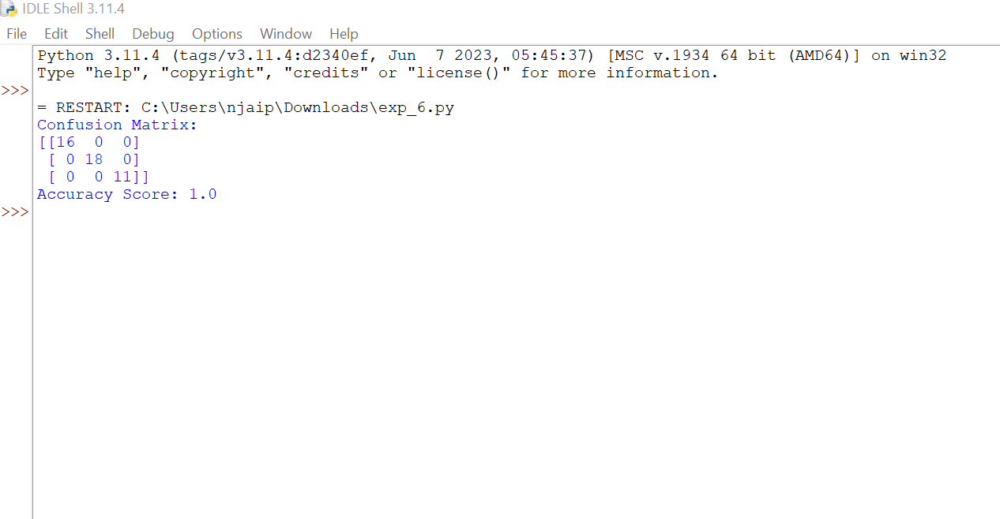 IDLE Shell 3.11.4
File Edit Shell Debug Options Window Help
Python 3.11.4 (tags/v3.11.4:d2340ef, Jun  7 2023, 05:45:37) [MSC v.1934 64 bit (AMD64)] on win32
Type "help", "copyright", "credits" or "license()" for more information.
>>>
= RESTART: C:\Users\njaip\Downloads\exp_6.py
Confusion Matrix:
[[16  0  0]
 [ 0 18  0]
 [ 0  0 11]]
Accuracy Score: 1.0
>>>